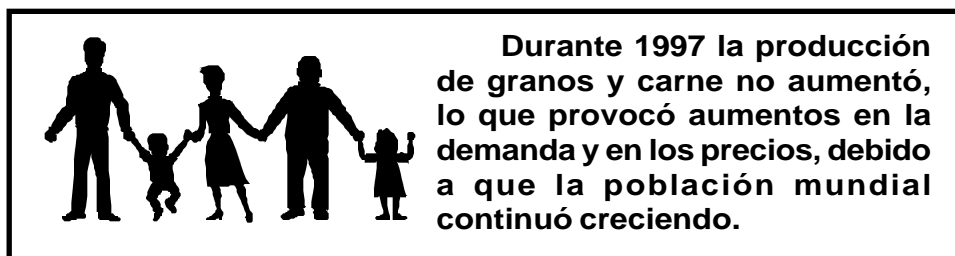 Durante 1997 la producción
de granos y carne no aumentó,
lo que provocó aumentos en la
demanda y en los precios, debido
a que la población mundial
continuó creciendo.